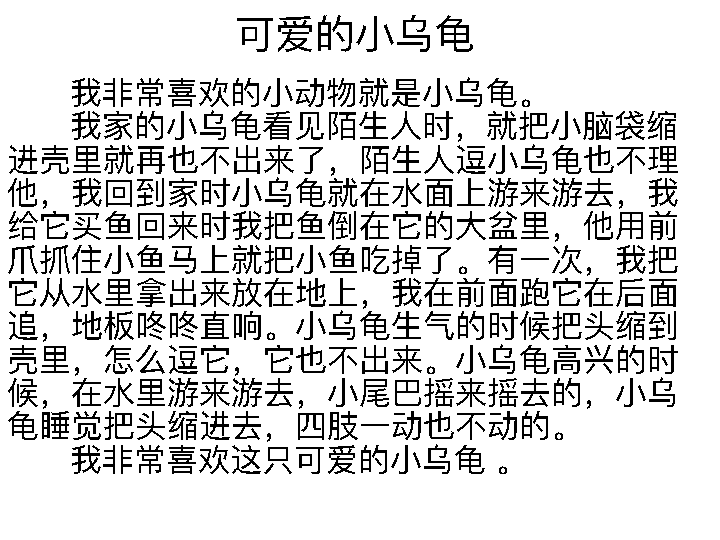 可爱的小乌龟
我非常喜欢的小动物就是小乌龟。
我家的小乌龟看见陌生人时，就把小脑袋缩
进壳里就再也不出来了，陌生人逗小乌龟也不理
他，我回到家时小乌龟就在水面上游来游去，我
给它买鱼回来时我把鱼倒在它的大盆里，他用前
爪抓住小鱼马上就把小鱼吃掉了。有一次，我把
它从水里拿出来放在地上，我在前面跑它在后面
追，地板咚咚直响。小乌龟生气的时候把头缩到
壳里，怎么逗它，它也不出来。小乌龟高兴的时
候，在水里游来游去，小尾巴摇来摇去的，小乌
龟睡觉把头缩进去，四肢一动也不动的。
我非常喜欢这只可爱的小乌龟 。